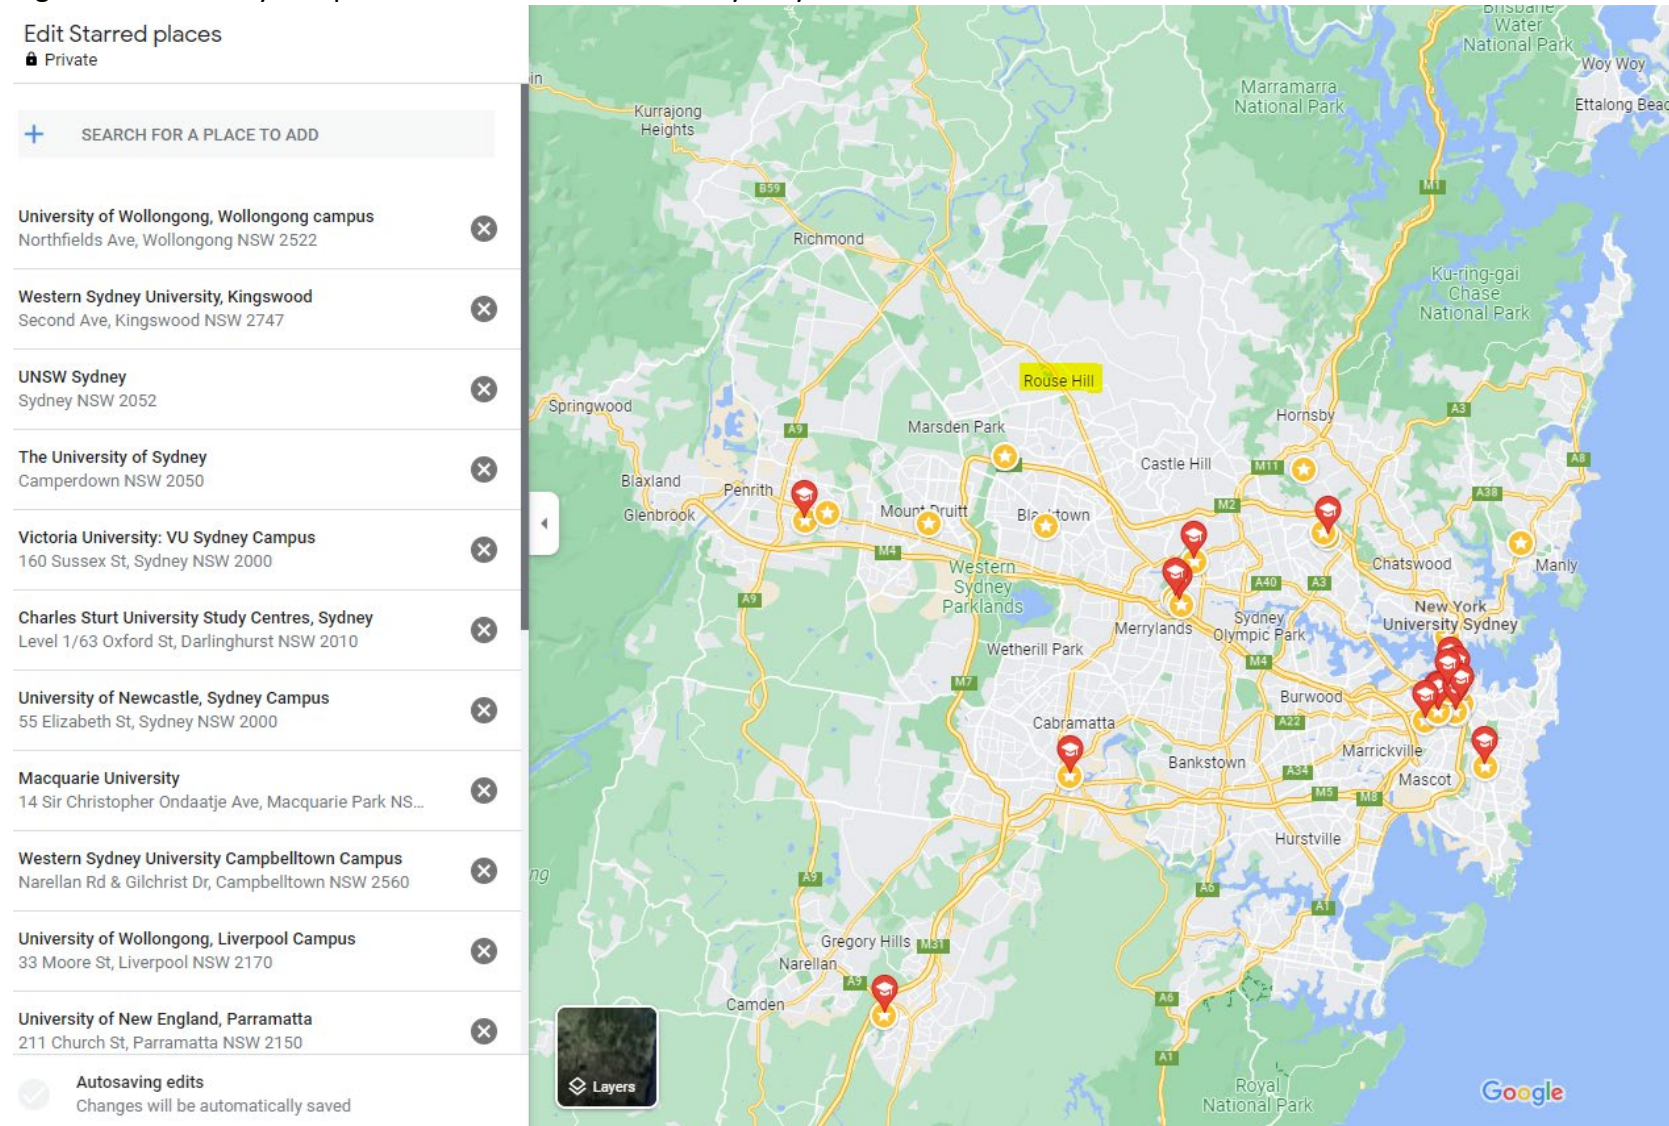 Edit Starred places
Private
SEARCH FOR A PLACE TO ADD
University of Wollongong, Wollongong campus
Northfields Ave, Wollongong NSW 2522
Western Sydney University, Kingswood
Second Ave, Kingswood NSW 2747
UNSW Sydney
Sydney NSW 2052
The University of Sydney
Camperdown NSW 2050
Victoria University: VU Sydney Campus
160 Sussex St, Sydney NSW 2000
Charles Sturt University Study Centres, Sydney
Level 1/63 Oxford St, Darlinghurst NSW 2010
University of Newcastle, Sydney Campus
55 Elizabeth St, Sydney NSW 2000
Macquarie University
14 Sir Christopher Ondaatje Ave, Macquarie Park NS...
Western Sydney University Campbelltown Campus
Narellan Rd & Gilchrist Dr, Campbelltown NSW 2560
University of Wollongong, Liverpool Campus
33 Moore St, Liverpool NSW 2170
University of New England, Parramatta
211 Church St, Parramatta NSW 2150
Autosaving edits
Changes will be automatically saved
Brisbane
Water
National Park
Woy Woy
Marramarra
National Park
Ettalong Beac
Kurrajong
Heights
B59
M1
Richmond
Ku-ring-gai
Chase
National Park
Rouse Hill
Springwood
Hornsby
A3
A9
Marsden Park
Castle Hill
M11
A8
Blaxland
Penrith
A38
Glenbrook
Mount Druitt
M2
M4
Chatswood
Manly
Western
Sydney
Parklands
A40
A3
A9
New York
University Sydney
Merrylands
Sydney
Olympic Park
Wetherill Park
M4
M7
Burwood
Cabramatta
A22
Marrickville
Bankstown
A34
Mascot
M5
M8
Hurstville
ng
A9
A6
A1
Gregory Hills
M31
Narellan
A9
Camden
A6
A1
Layers
Royal
National Park
Google